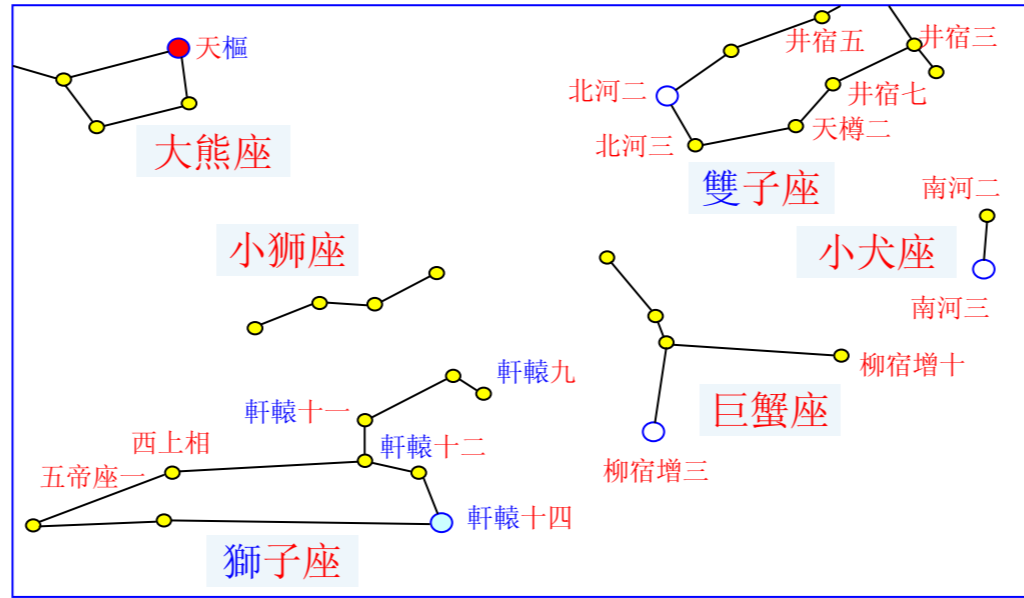 天樞
井宿五
井宿三
北河二
井宿七
天樽二
北河三
大熊座
雙子座
南河二
小狮座
小犬座
南河三
柳宿增十
軒轅九
巨蟹座
軒轅十一
西上相
軒轅十二
五帝座一
柳宿增三
軒轅十四
獅子座